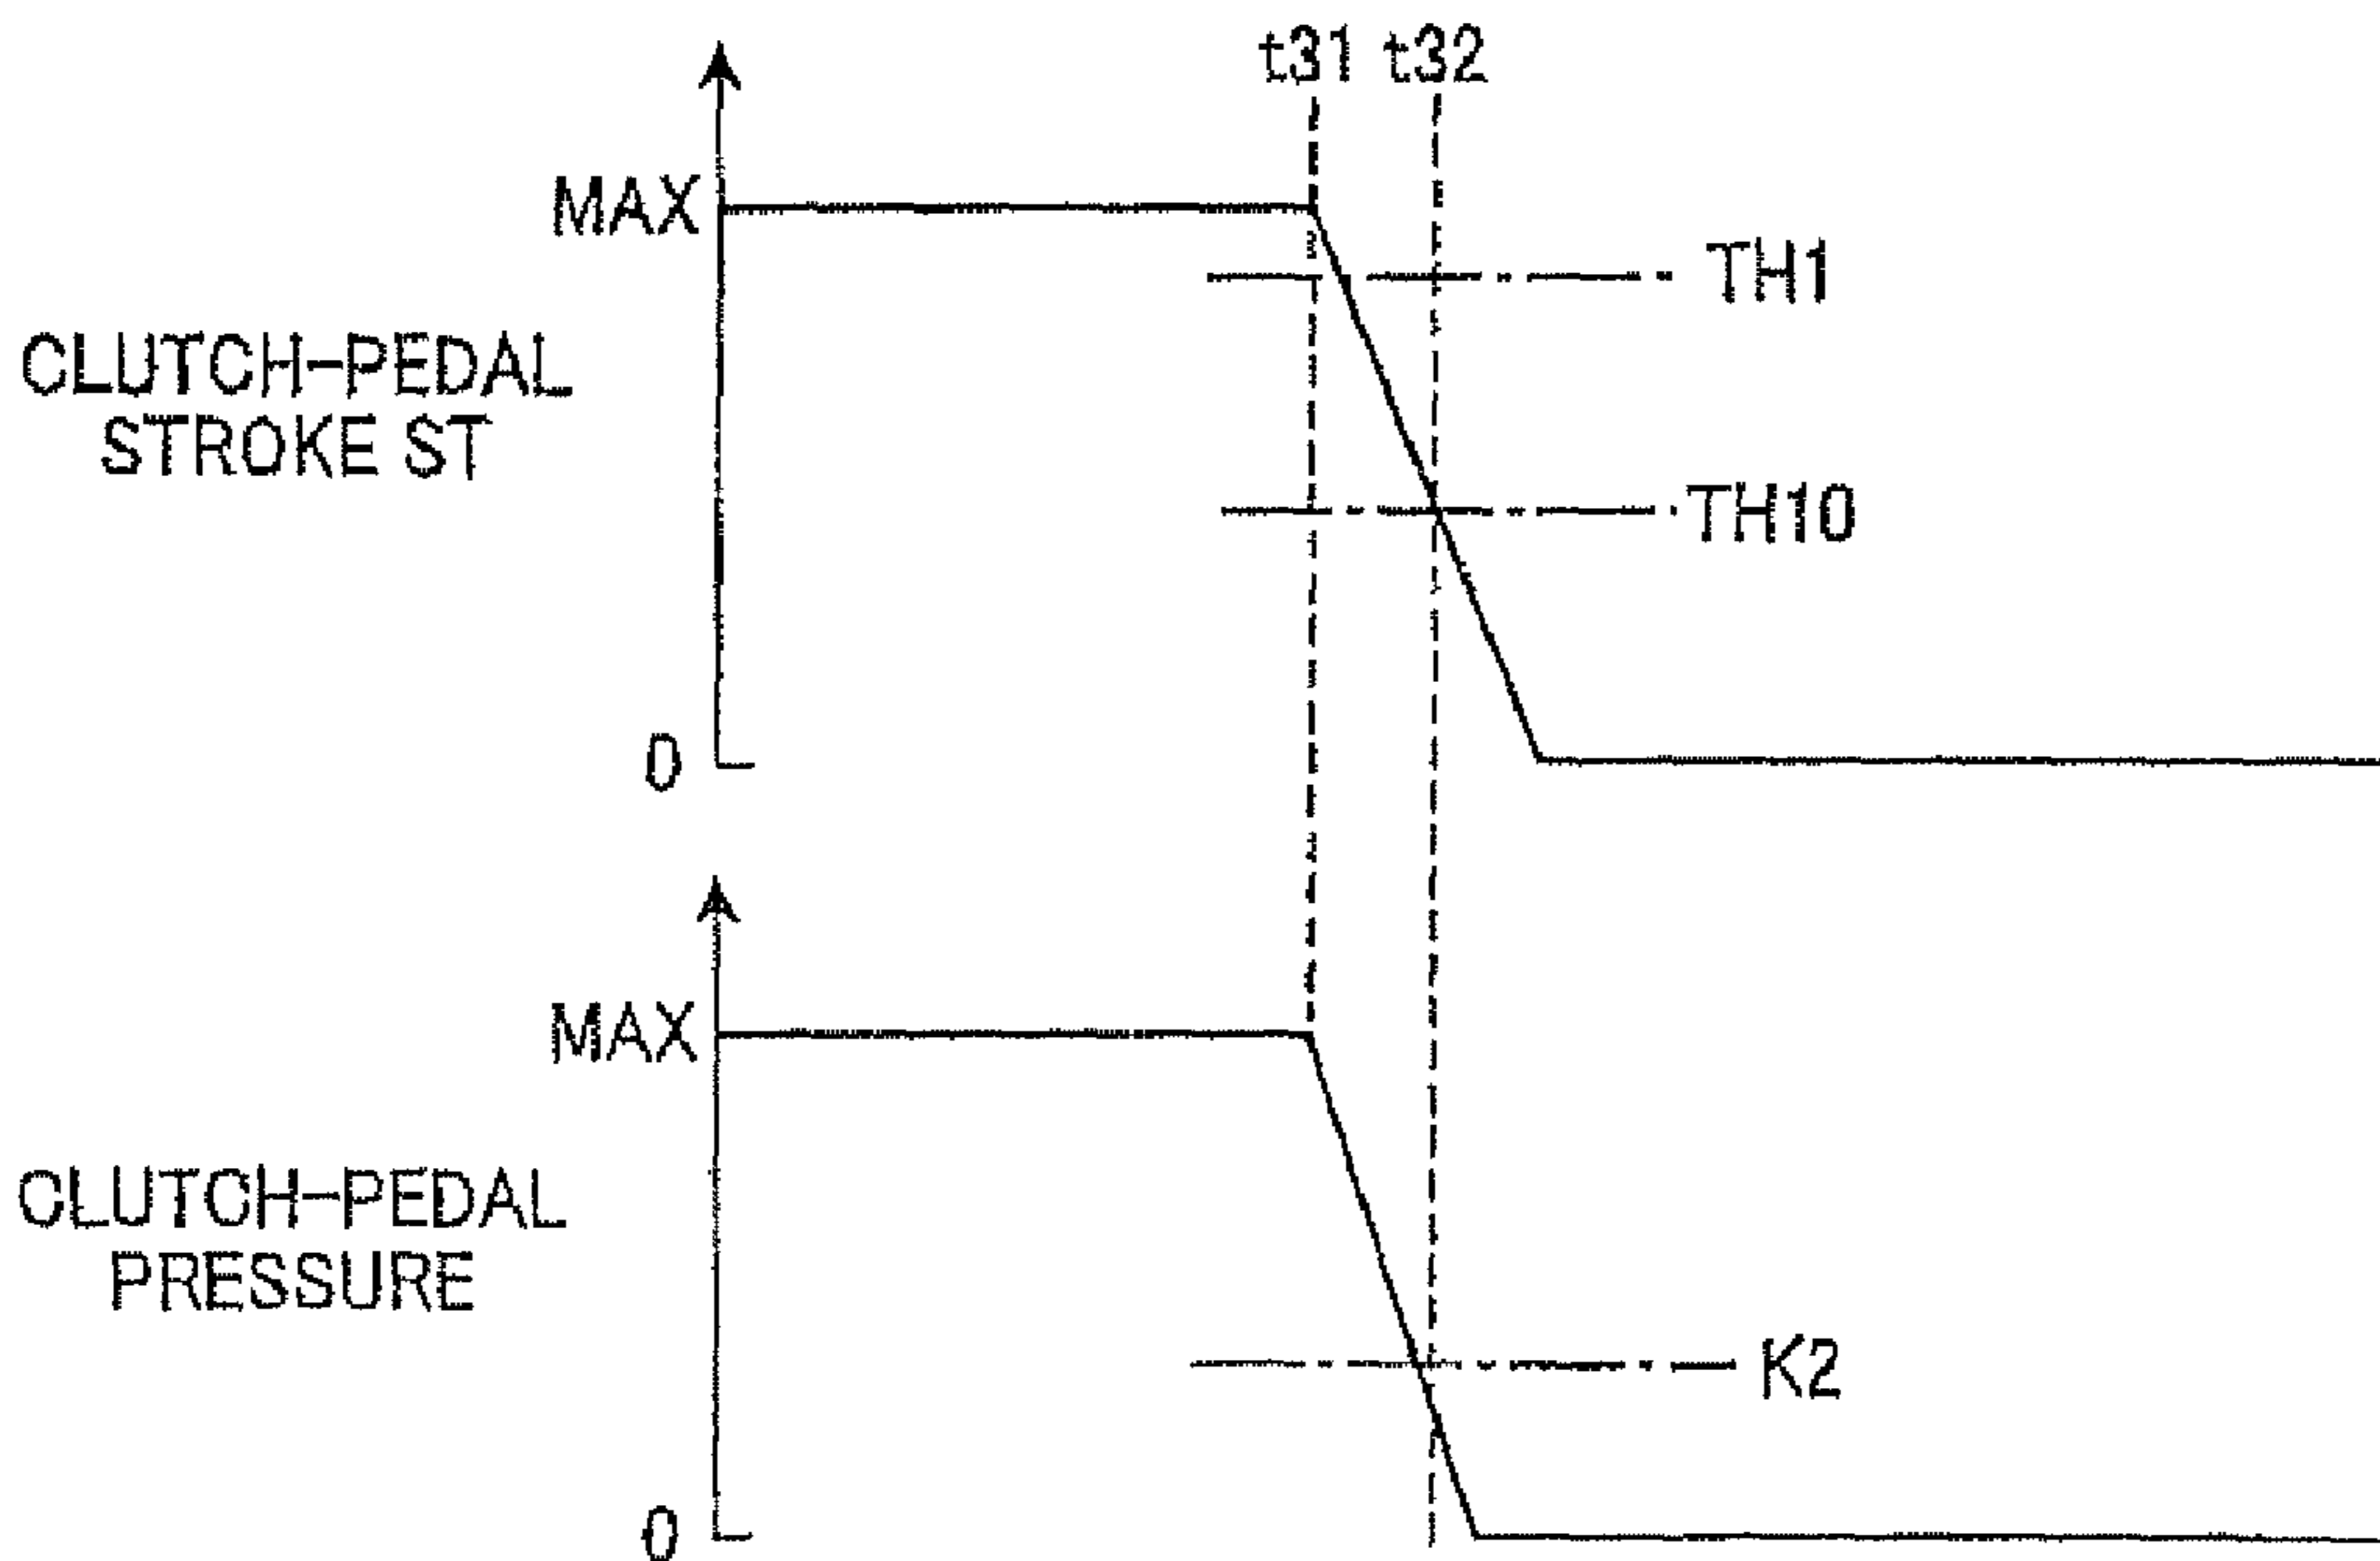 t31 t32
MAX
TH1
CLUTCH-PEDAL
STROKE ST
TH10
0
MAX
CLUTCH-PEDAL
PRESSURE
K2
0